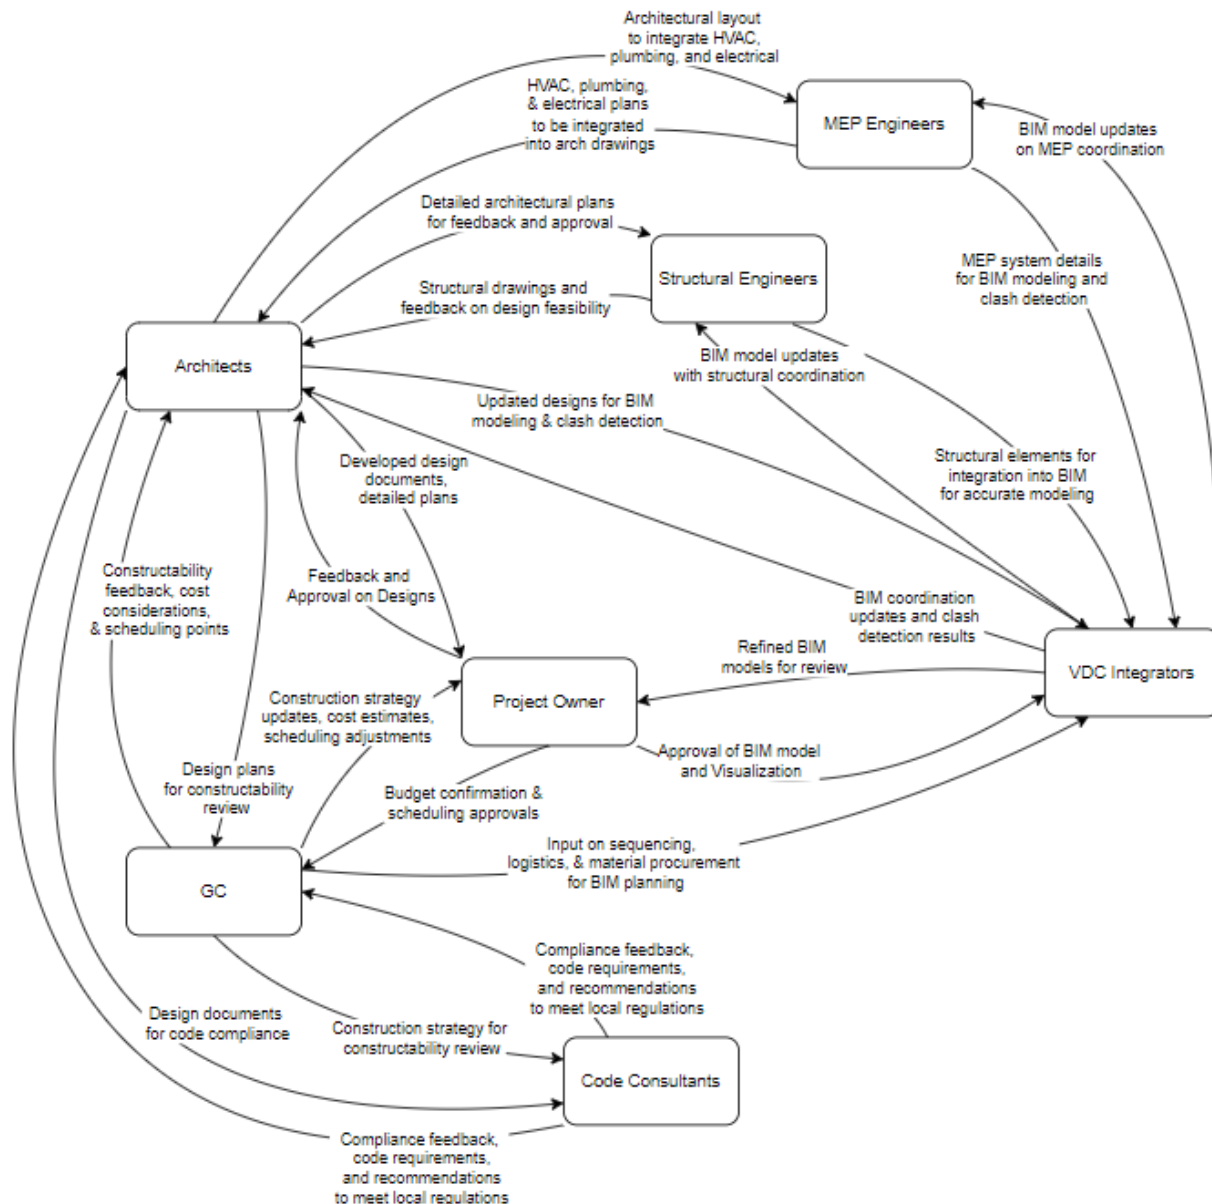 Architectural layout
to integrate HVAC,
plumbing, and electrical
HVAC, plumbing,
& electrical plans
to be integrated
into arch drawings
MEP Engineers
BIM model updates
on MEP coordination
Detailed architectural plans
for feedback and approval
Structural Engineers
MEP system details
for BIM modeling and
clash detection
Structural drawings and
feedback on design feasibility
Architects
BIM model updates
with structural coordination
Updated designs for BIM
modeling & clash detection
Developed design
documents,
detailed plans
Structural elements for
integration into BIM
for accurate modeling
Constructability
feedback, cost
considerations,
& scheduling points
Feedback and
Approval on Designs
BIM coordination
updates and clash
detection results
Refined BIM
models for review
VDC Integrators
Construction strategy
updates, cost estimates,
scheduling adjustments
Project Owner
Approval of BIM model
and Visualization
Design plans
for constructability
review
Budget confirmation &
scheduling approvals
Input on sequencing,
logistics, & material procurement
for BIM planning
GC
Compliance feedback,
code requirements,
and recommendations
to meet local regulations
Design documents
for code compliance
Construction strategy for
constructability review
Code Consultants
Compliance feedback,
code requirements,
and recommendations
to meet local regulations